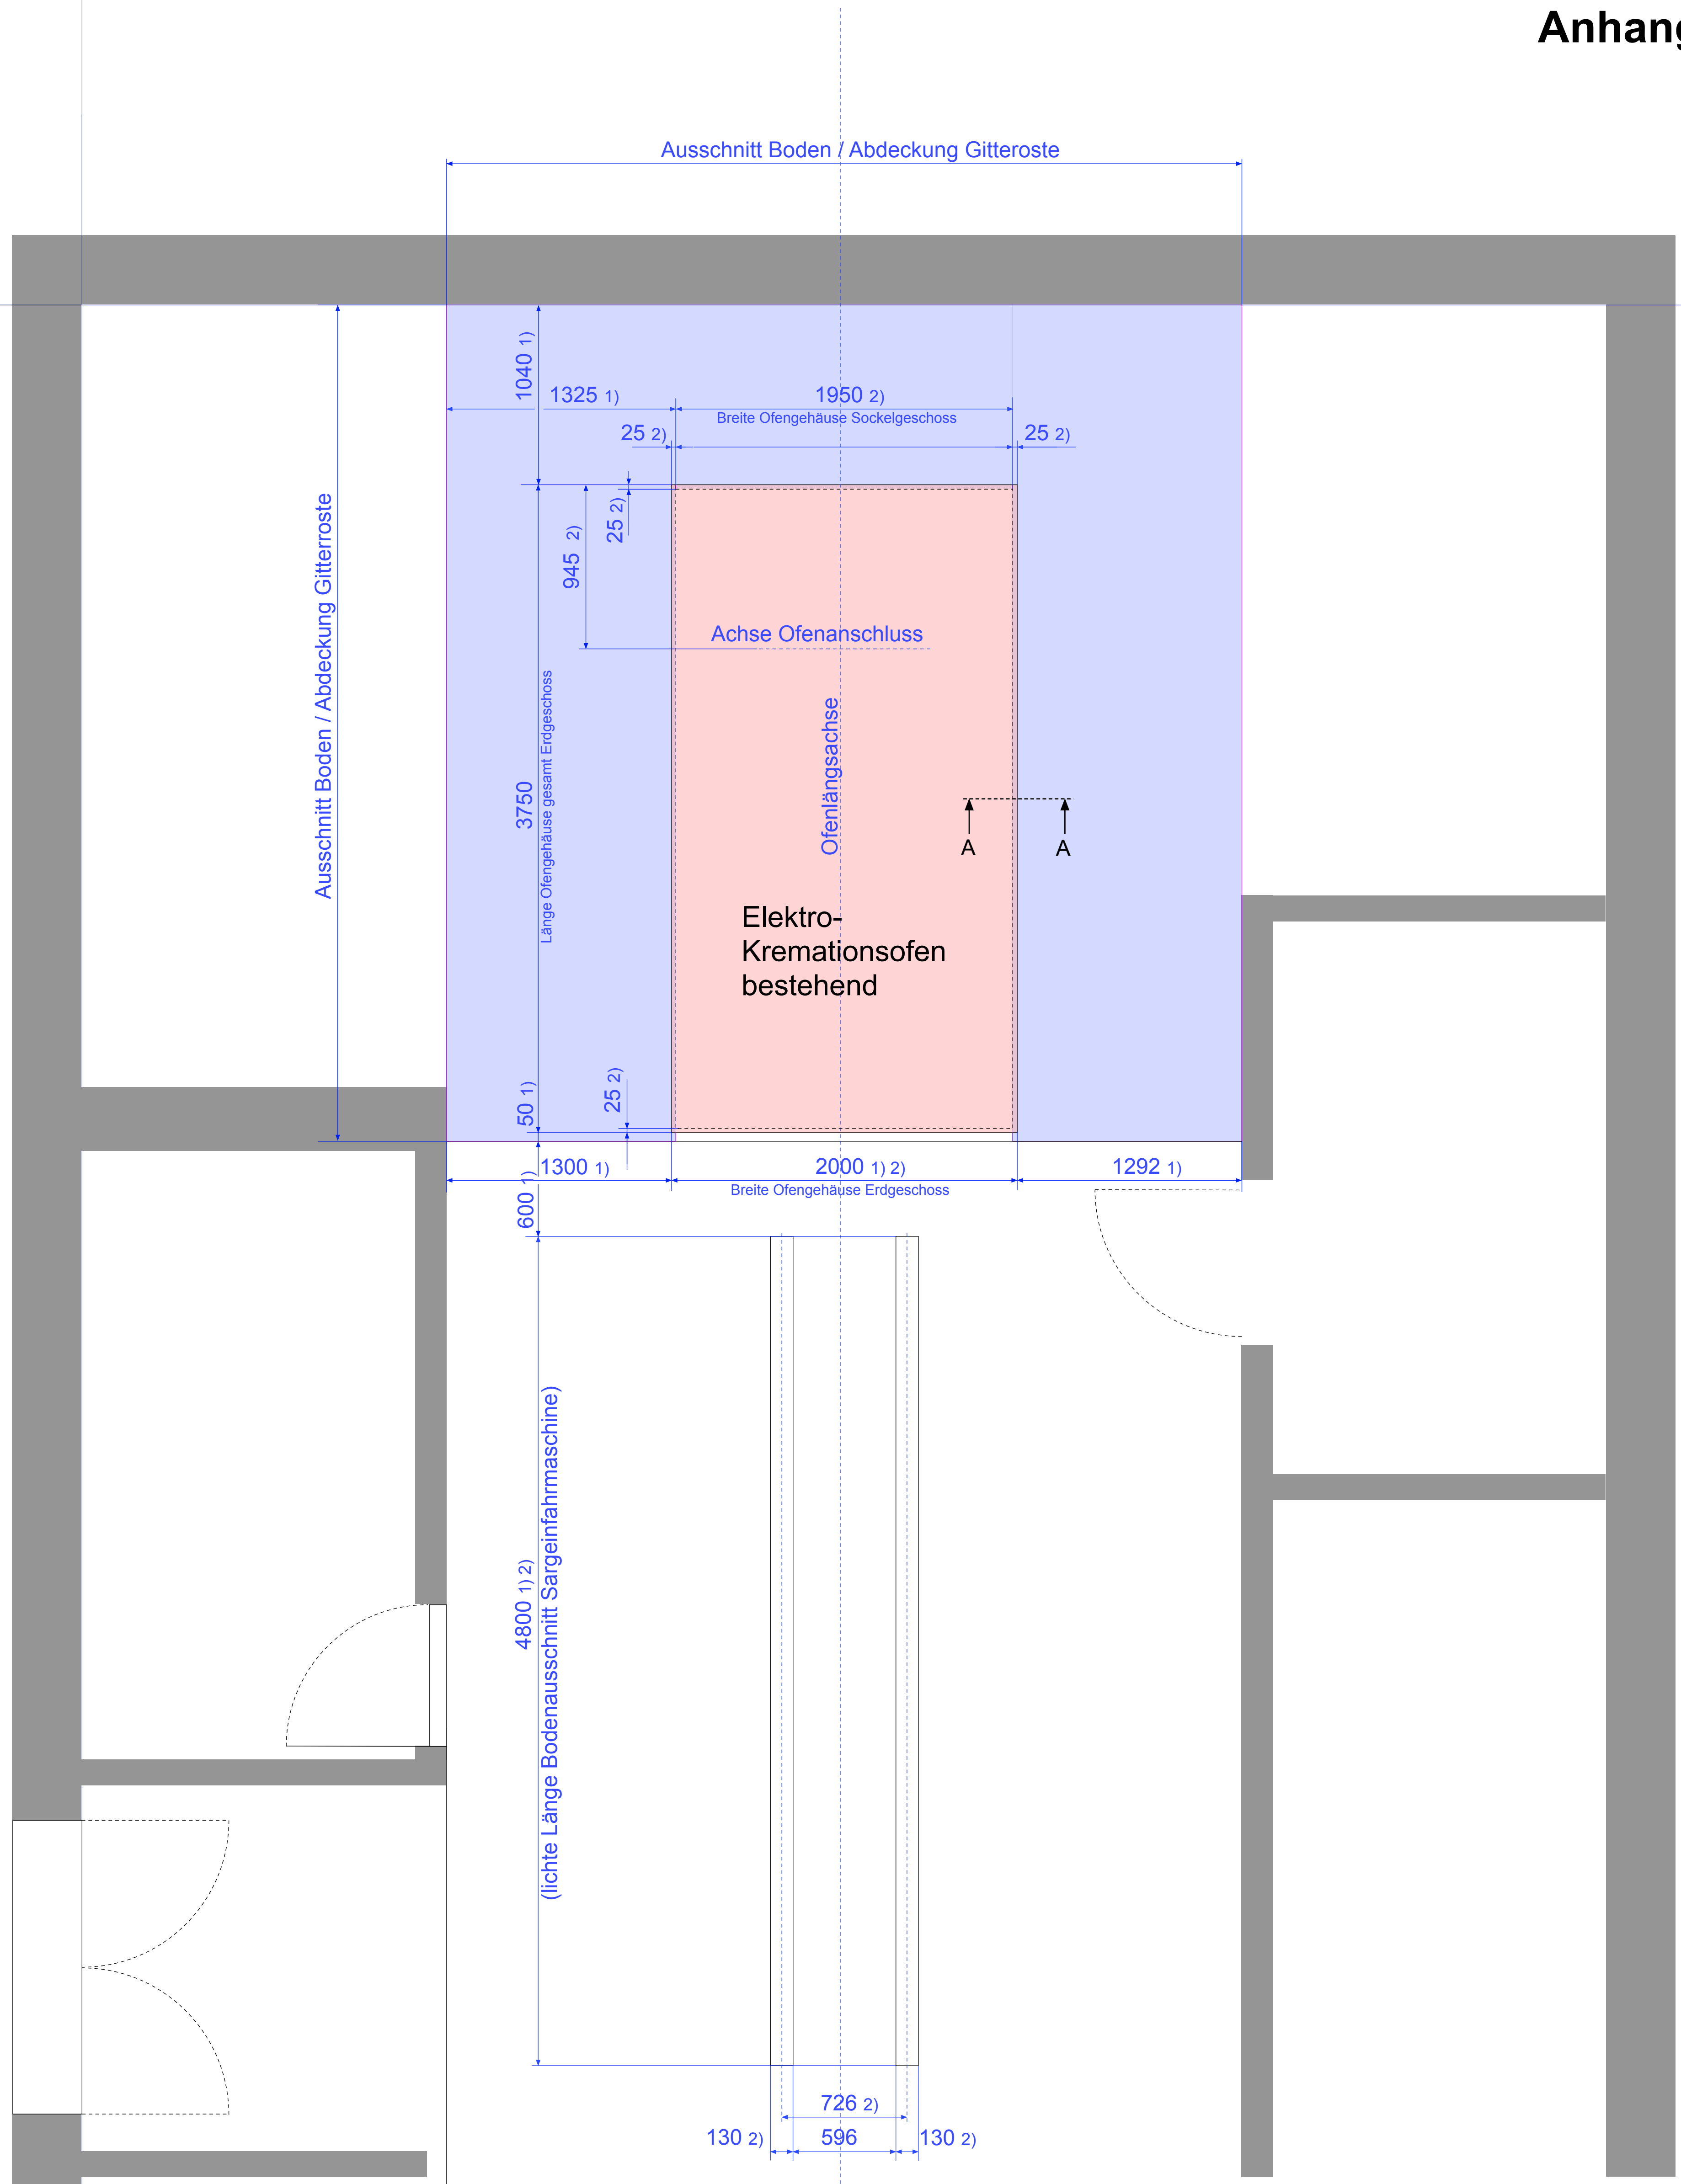 Anhang
Ausschnitt Boden / Abdeckung Gitteroste
1040 1)
1325 1)
1950 2)
Breite Ofengehäuse Sockelgeschoss
25 2)
25 2)
25 2)
945 2)
Achse Ofenanschluss
Ausschnitt Boden / Abdeckung Gitterroste
3750
Länge Ofengehäuse gesamt Erdgeschoss
Ofenlängsachse
A
A
Elektro-
Kremationsofen
bestehend
50 1)
25 2)
1300 1)
2000 1) 2)
1292 1)
Breite Ofengehäuse Erdgeschoss
600 1)
4800 1) 2)
(lichte Länge Bodenausschnitt Sargeinfahrmaschine)
726 2)
130 2)
596
130 2)